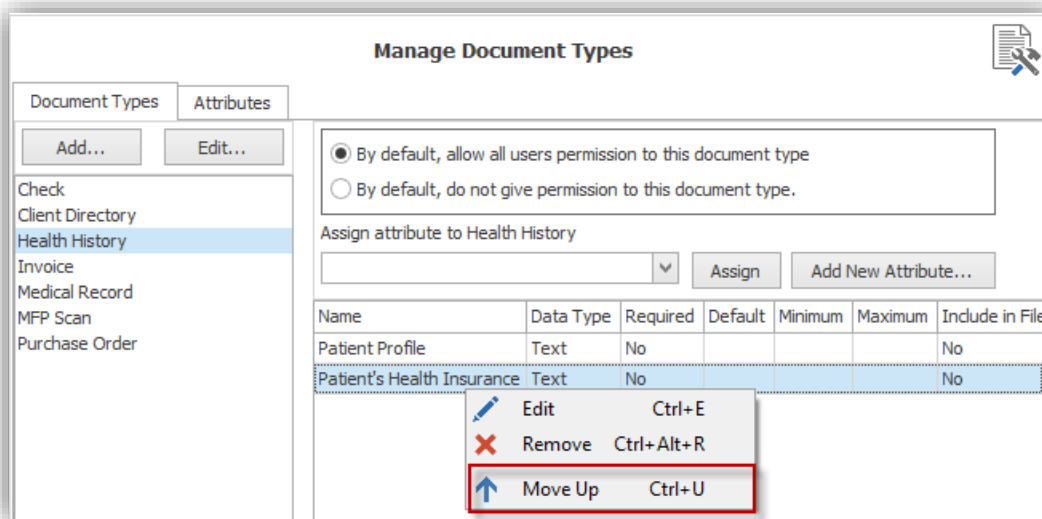 Manage Document Types
Document Types Attributes
Add... Edit...
Check
Client Directory
Health History
Invoice
Medical Record
MFP Scan
Purchase Order
By default, allow all users permission to this document type
By default, do not give permission to this document type.
Assign attribute to Health History
Assign Add New Attribute...
Name Data Type Required Default Minimum Maximum Include in File
Patient Profile Text No No
Patient's Health Insurance Text No No
Edit Ctrl+E
Remove Ctrl+Alt+R
Move Up Ctrl+U